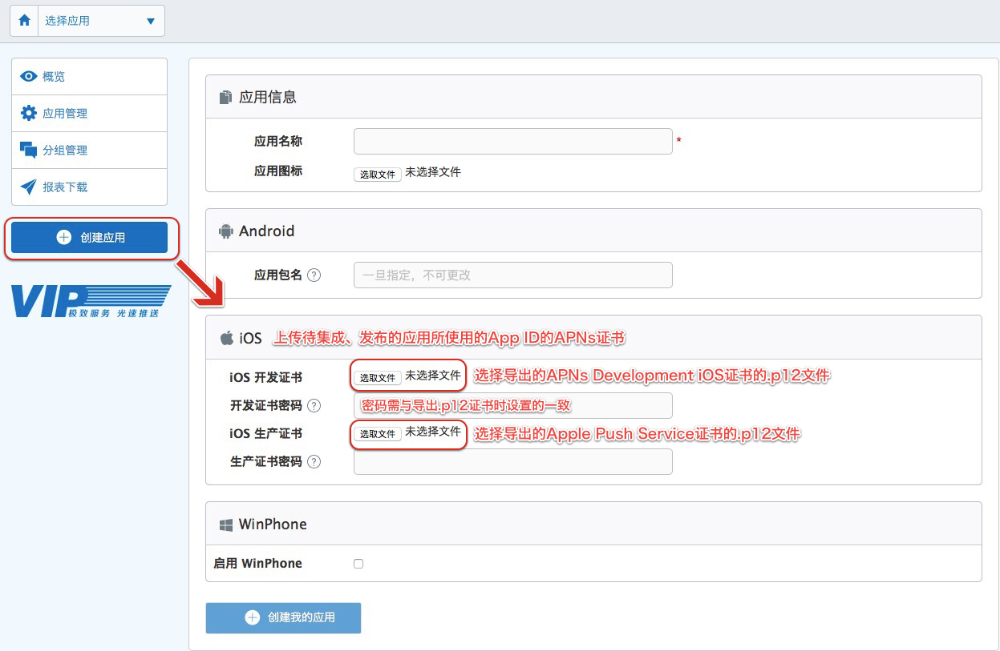 选择应用
概览
应用管理
分组管理
报表下载
创建应用
VIP
极致服务 光速推送
应用信息
应用名称 *
应用图标 选取文件 未选择文件
Android
应用包名 ? 一旦指定，不可更改
iOS 上传待集成、发布的应用所使用的App ID的APNs证书
iOS 开发证书 选取文件 未选择文件 选择导出的APNs Development iOS证书的.p12文件
开发证书密码 ? 密码需与导出.p12证书时设置的一致
iOS 生产证书 选取文件 未选择文件 选择导出的Apple Push Service证书的.p12文件
生产证书密码 ?
WinPhone
启用 WinPhone
创建我的应用